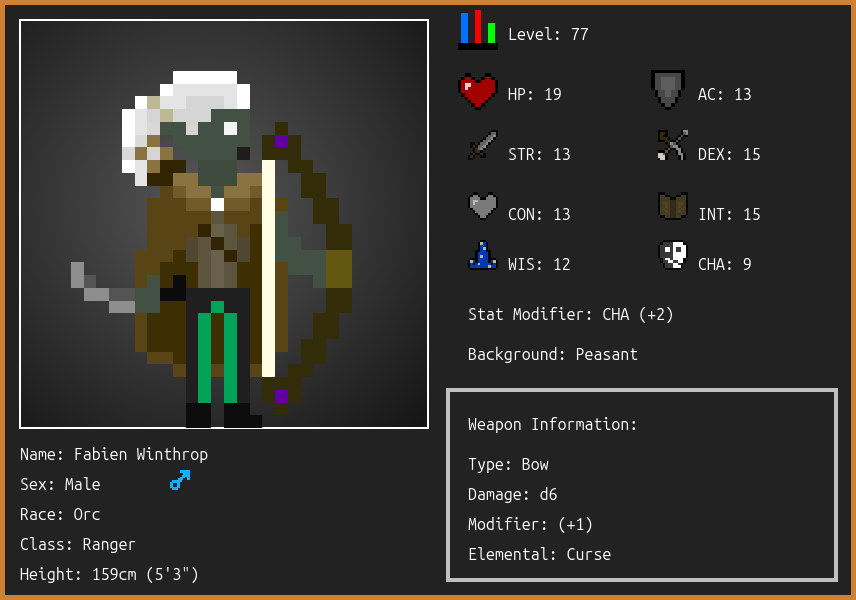 Level: 77
HP: 19
AC: 13
STR: 13
DEX: 15
CON: 13
INT: 15
WIS: 12
CHA: 9
Stat Modifier: CHA (+2)
Background: Peasant
Weapon Information:
Type: Bow
Damage: d6
Modifier: (+1)
Elemental: Curse
Name: Fabien Winthrop
Sex: Male
Race: Orc
Class: Ranger
Height: 159cm (5'3")